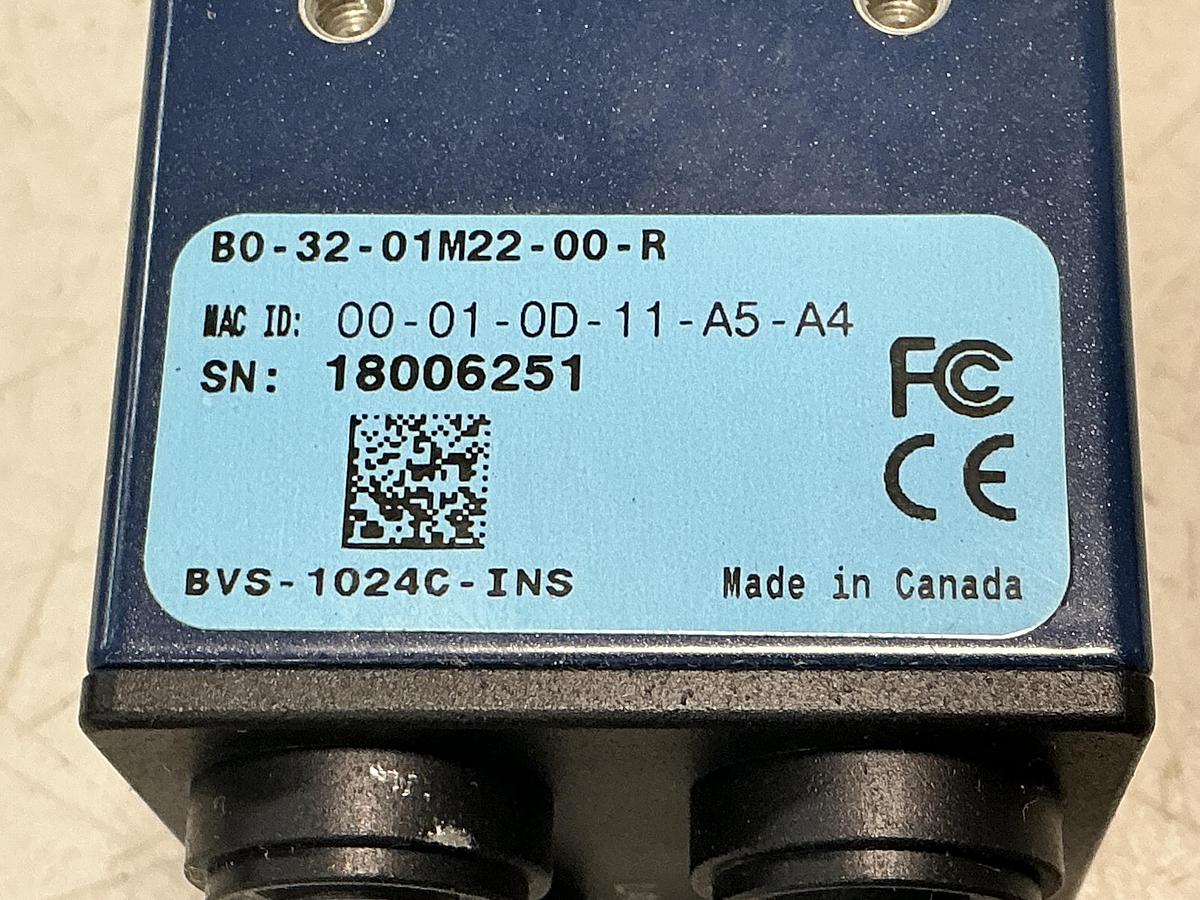 B0-32-01M22-00-R
MAC ID: 00-01-0D-11-A5-A4
SN: 18006251
FC
CE
BVS-1024C-INS
Made in Canada